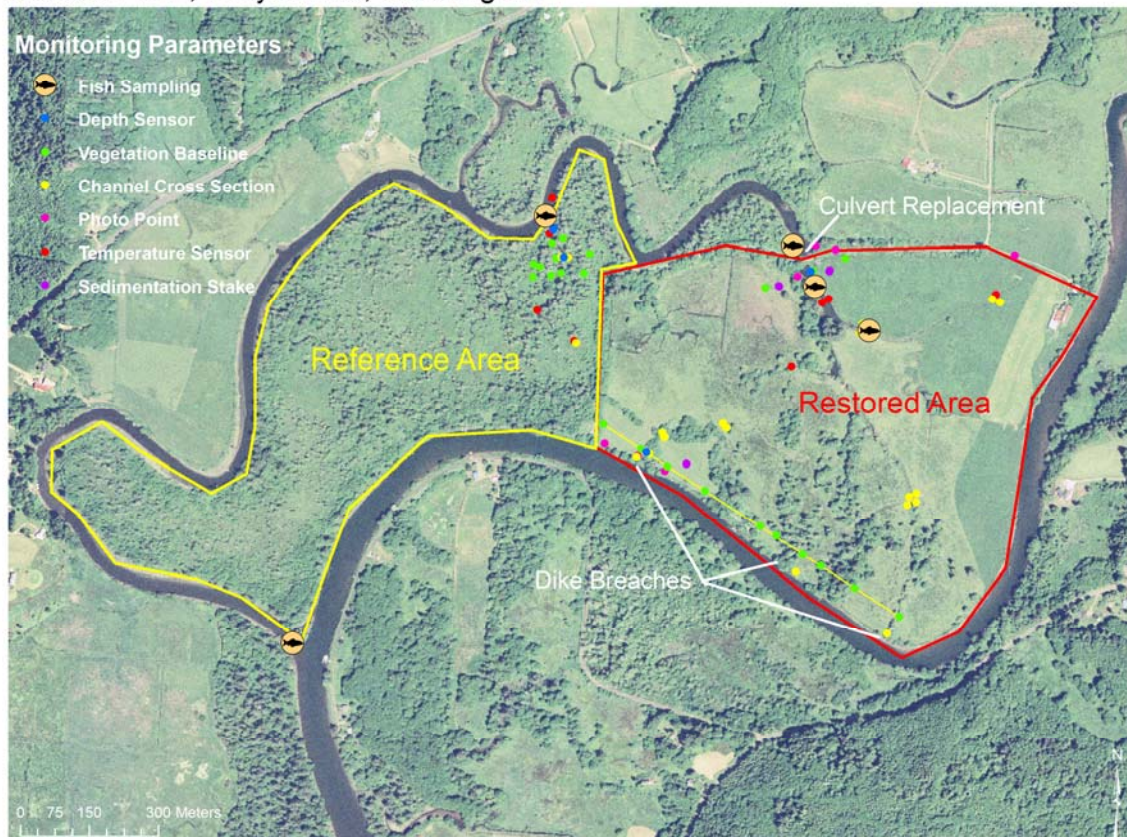 Monitoring Parameters
Fish Sampling
Depth Sensor
Vegetation Baseline
Channel Cross Section
Photo Point
Temperature Sensor
Sedimentation Stake
Culvert Replacement
Reference Area
Restored Area
Dike Breaches
N
0 75 150 300 Meters